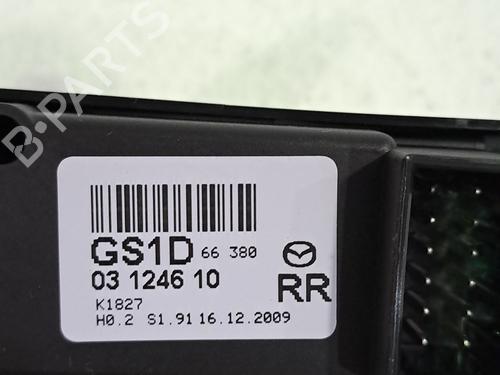 B-PARTS
GS1D 66 380
03 1246 10
RR
K1827
H0.2 S1.91 16.12.2009